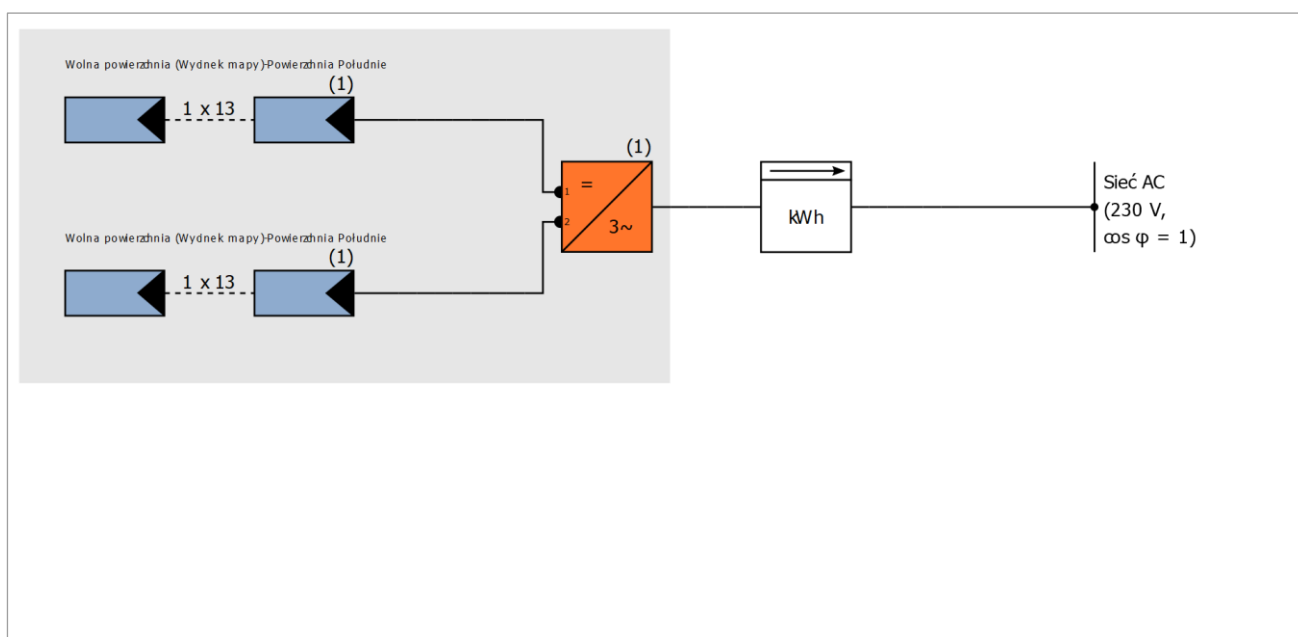 Wolna powierzchnia (Wydnek mapy)-Powierzchnia Południe
(1)
1 x 13
(1)
1
=
2
3~
kWh
Sieć AC
(230 V,
cos φ = 1)
Wolna powierzchnia (Wydnek mapy)-Powierzchnia Południe
(1)
1 x 13